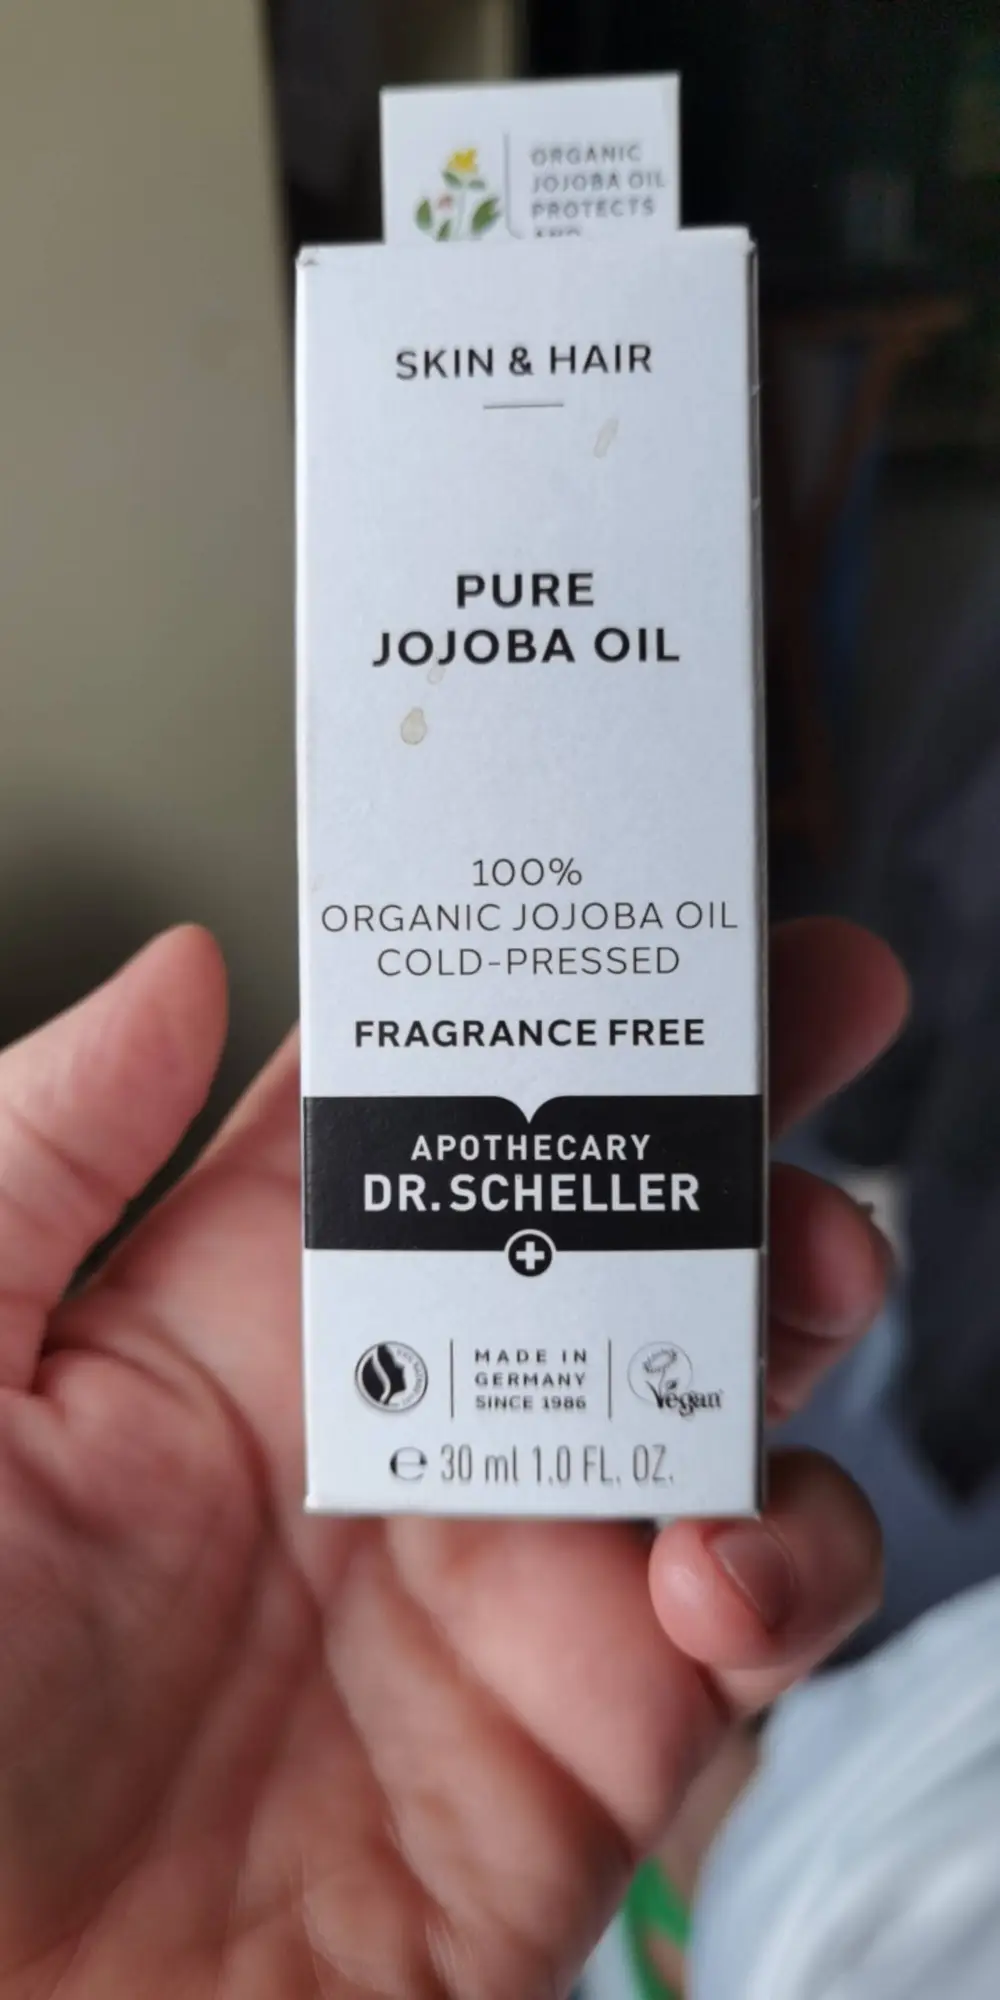 ORGANIC
JOJOBA OIL
PROTECTS
SKIN & HAIR
PURE
JOJOBA OIL
100%
ORGANIC JOJOBA OIL
COLD-PRESSED
FRAGRANCE FREE
APOTHECARY
DR. SCHELLER
MADE IN
GERMANY
SINCE 1986
Vegan
℮ 30 ml 1.0 FL. OZ.